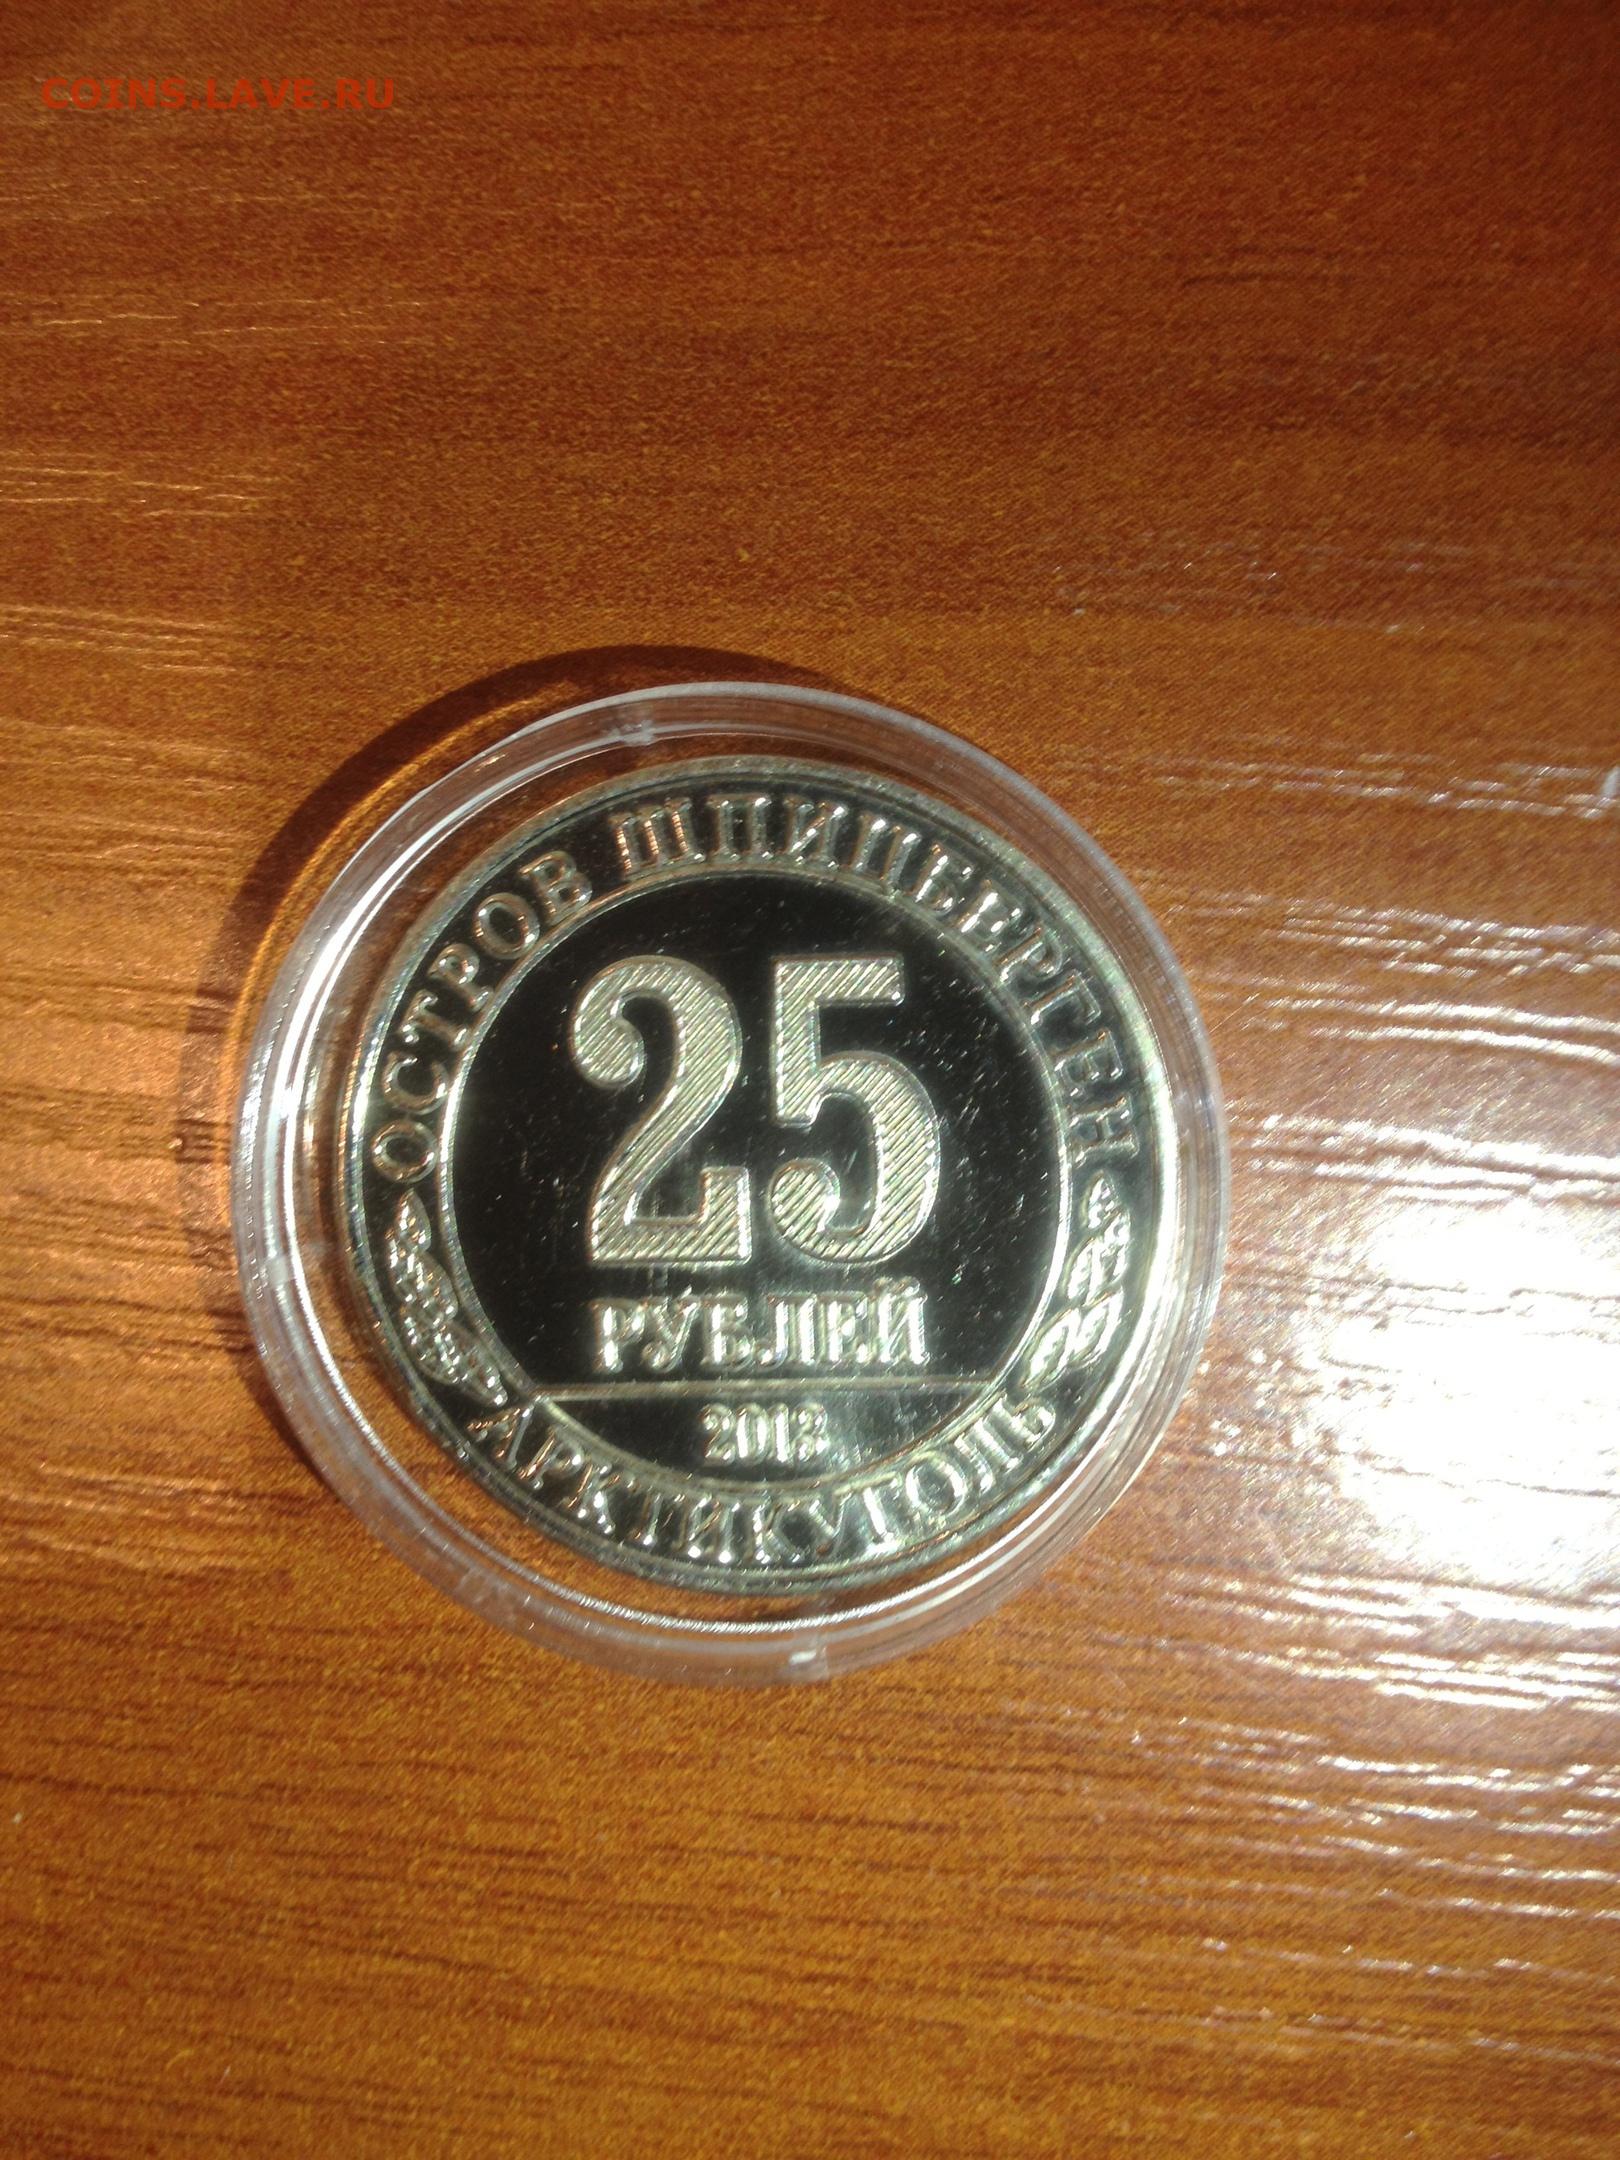 COINS.LAVE.RU
ОСТРОВ ШПИЦБЕРГЕН
25
РУБЛЕЙ
2013
АРКТИКУГОЛЬ